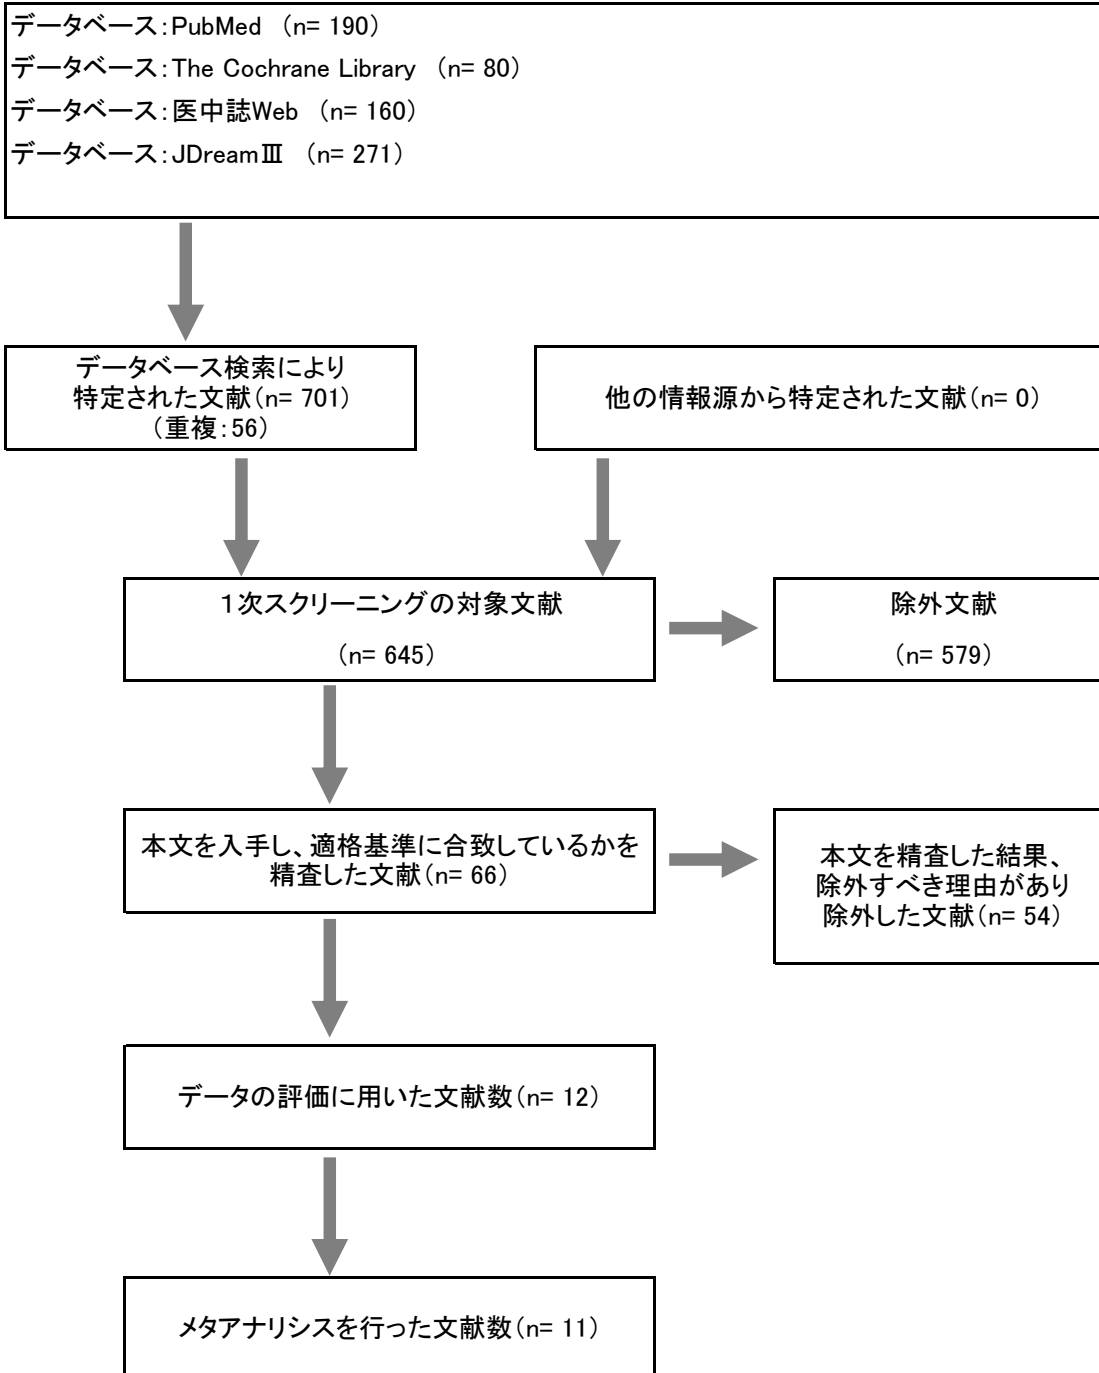 データベース：PubMed （n= 190）
データベース：The Cochrane Library （n= 80）
データベース：医中誌Web （n= 160）
データベース：JDreamⅢ （n= 271）
データベース検索により
特定された文献（n= 701）
（重複：56）
他の情報源から特定された文献（n= 0）
１次スクリーニングの対象文献
（n= 645）
除外文献
（n= 579）
本文を入手し、適格基準に合致しているかを
精査した文献（n= 66）
本文を精査した結果、
除外すべき理由があり
除外した文献（n= 54）
データの評価に用いた文献数（n= 12）
メタアナリシスを行った文献数（n= 11）